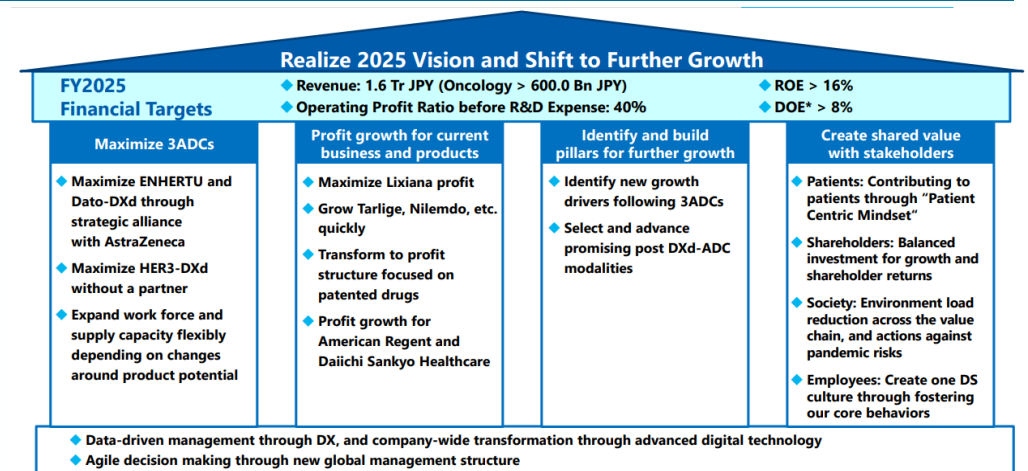 Realize 2025 Vision and Shift to Further Growth
FY2025
Financial Targets
◆ Revenue: 1.6 Tr JPY (Oncology > 600.0 Bn JPY)
◆ Operating Profit Ratio before R&D Expense: 40%
◆ ROE > 16%
◆ DOE* > 8%
Maximize 3ADCs
◆ Maximize ENHERTU and
Dato-DXd through
strategic alliance
with AstraZeneca
◆ Maximize HER3-DXd
without a partner
◆ Expand work force and
supply capacity flexibly
depending on changes
around product potential
Profit growth for current
business and products
◆ Maximize Lixiana profit
◆ Grow Tarlige, Nilemdo, etc.
quickly
◆ Transform to profit
structure focused on
patented drugs
◆ Profit growth for
American Regent and
Daiichi Sankyo Healthcare
Identify and build
pillars for further growth
◆ Identify new growth
drivers following 3ADCs
◆ Select and advance
promising post DXd-ADC
modalities
Create shared value
with stakeholders
◆ Patients: Contributing to
patients through “Patient
Centric Mindset“
◆ Shareholders: Balanced
investment for growth and
shareholder returns
◆ Society: Environment load
reduction across the value
chain, and actions against
pandemic risks
◆ Employees: Create one DS
culture through fostering
our core behaviors
◆ Data-driven management through DX, and company-wide transformation through advanced digital technology
◆ Agile decision making through new global management structure